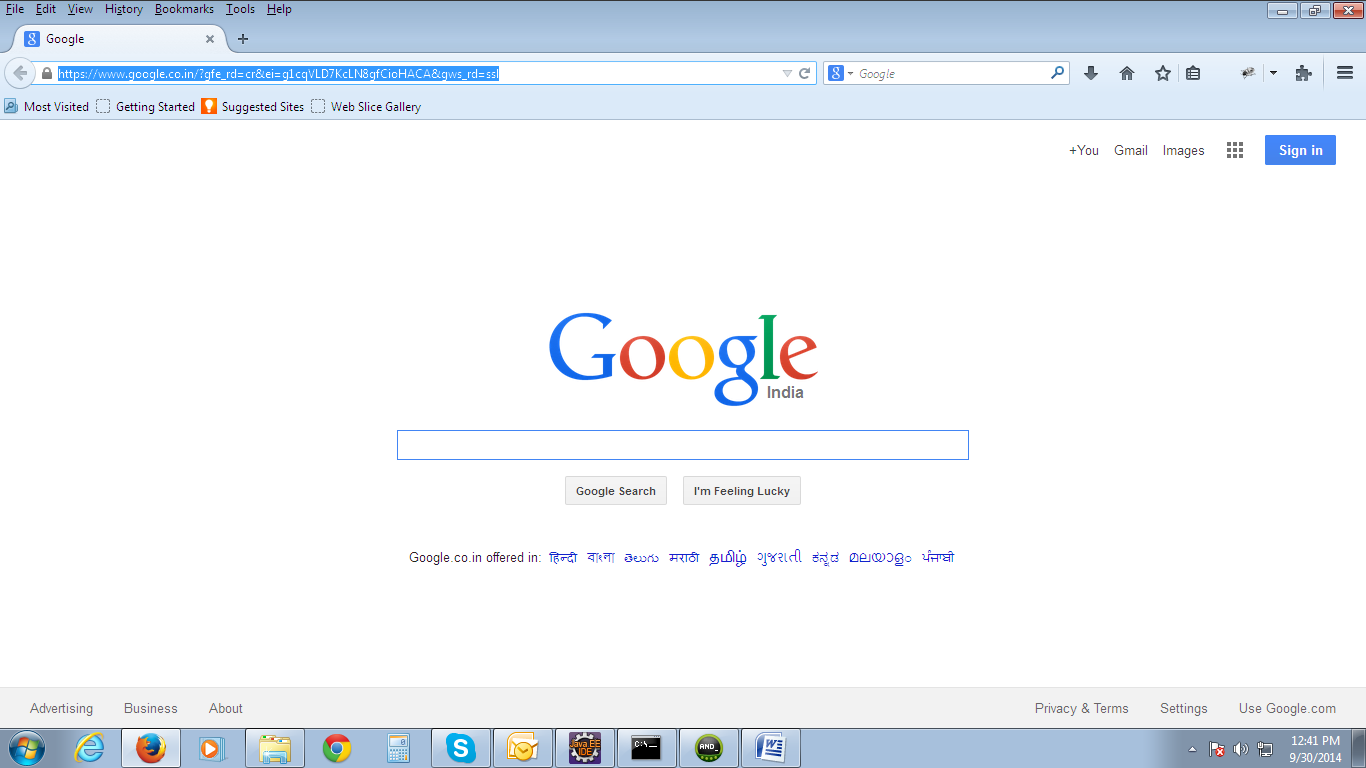 File Edit View History Bookmarks Tools Help
Google
https://www.google.co.in/?gfe_rd=cr&ei=g1cqVLD7KcLN8gfCioHACA&gws_rd=ssl
Google
Most Visited Getting Started Suggested Sites Web Slice Gallery
+You Gmail Images Sign in
Google
India
Google Search I'm Feeling Lucky
Google.co.in offered in: हिन्दी বাংলা తెలుగు मराठी தமிழ் ગુજરાતી ಕನ್ನಡ മലയാളം ਪੰਜਾਬੀ
Advertising Business About Privacy & Terms Settings Use Google.com
Java EE IDE C:\_ AND_ W
12:41 PM
9/30/2014